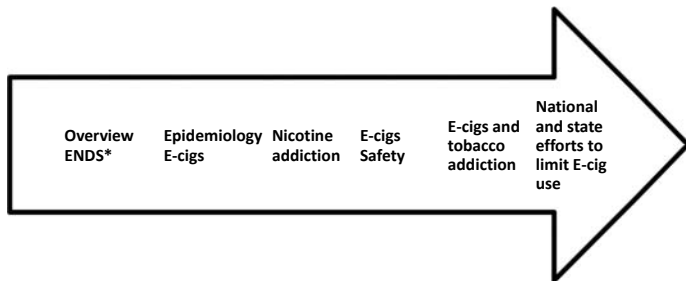 Overview
ENDS*
Epidemiology
E-cigs
Nicotine
addiction
E-cigs
Safety
E-cigs and
tobacco
addiction
National
and state
efforts to
limit E-cig
use